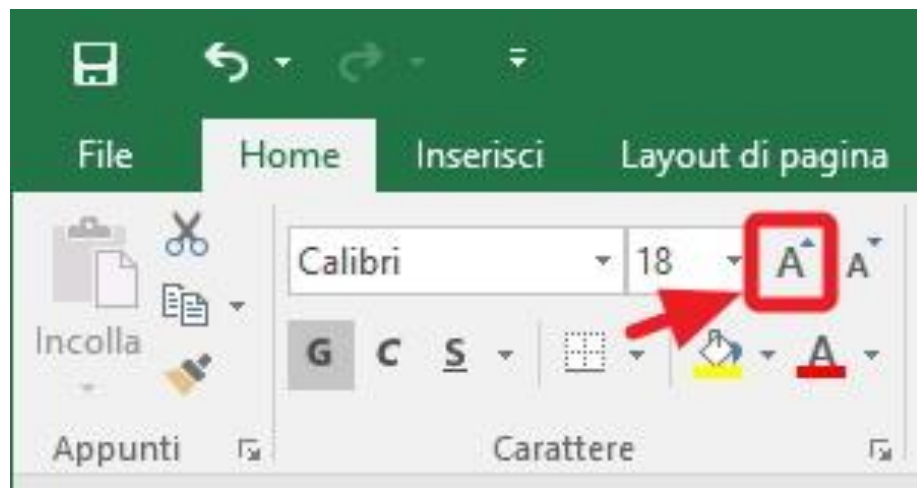 File Home Inserisci Layout di pagina
Calibri 18 A A
Incolla G C S A
Appunti Carattere